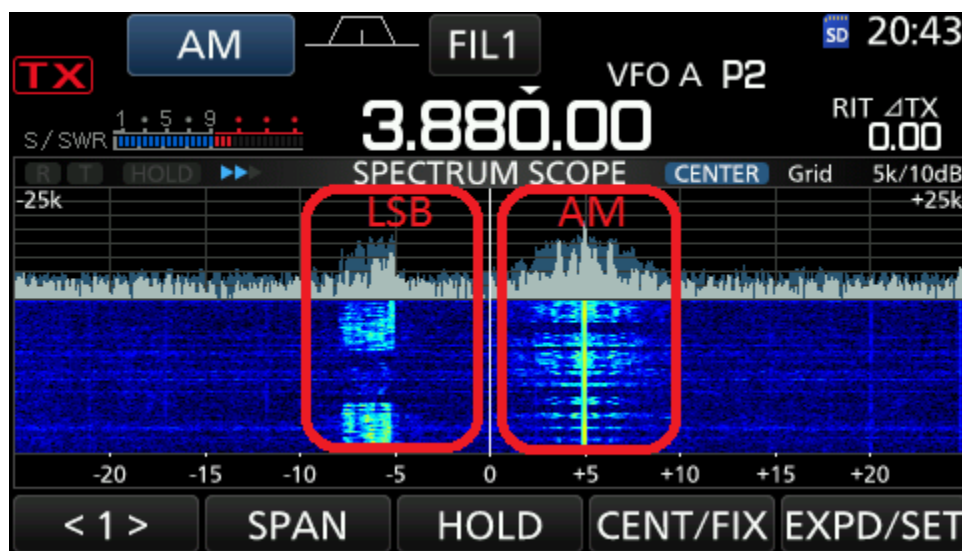 AM FIL1 SD 20:43
TX VFO A P2
S/SWR 1 5 9 3.880.00 RIT ⊿TX
0.00
R T HOLD SPECTRUM SCOPE CENTER Grid 5k/10dB
-25k LSB AM +25k
-20 -15 -10 -5 0 +5 +10 +15 +20
< 1 > SPAN HOLD CENT/FIX EXPD/SET